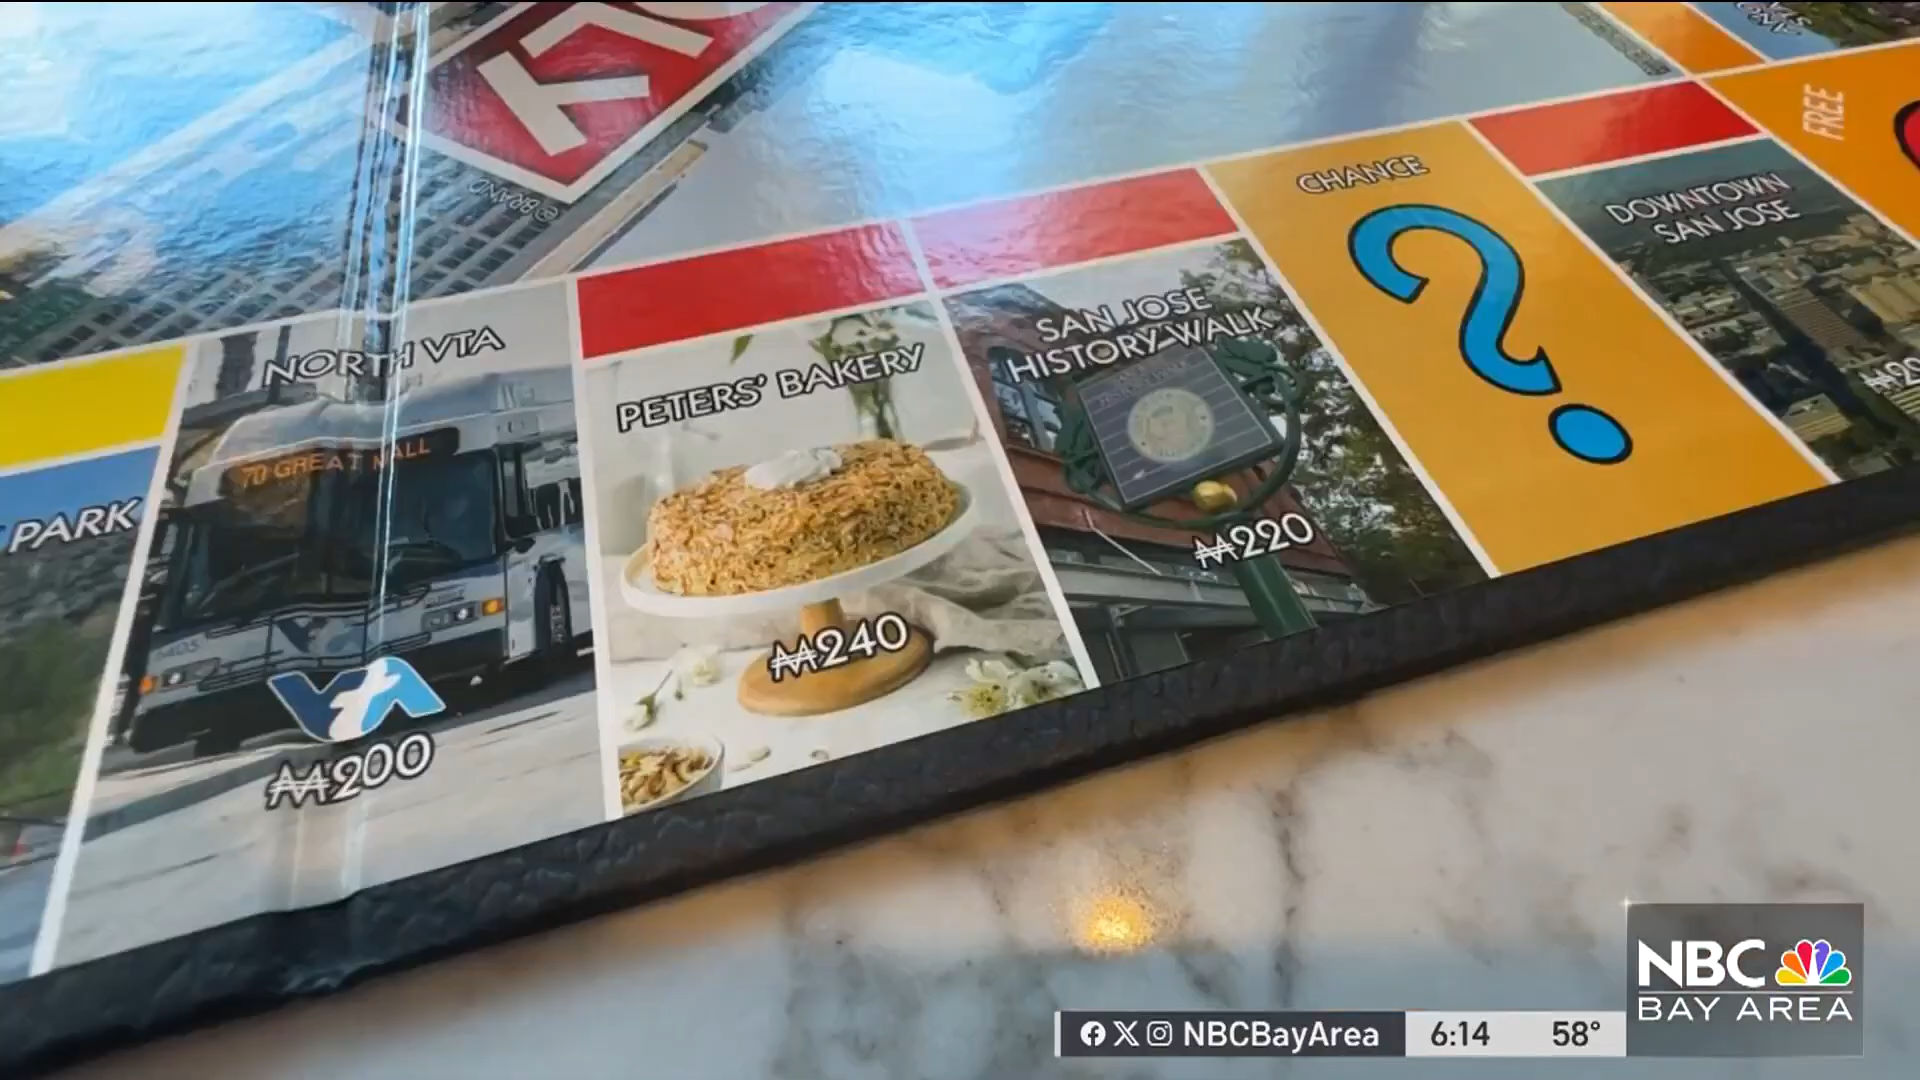 @BRAND
FREE
CHANCE
DOWNTOWN
SAN JOSE
SAN JOSE
HISTORY WALK
₩220
PETERS' BAKERY
₩240
NORTH VTA
70 GREAT MALL
VTA
₩200
PARK
NBC
BAY AREA
NBCBayArea
6:14
58°